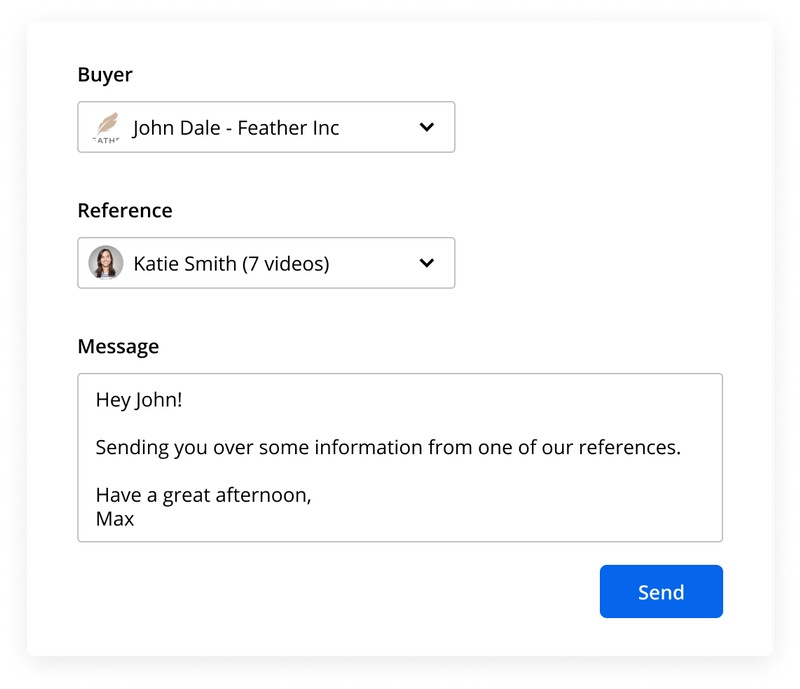 Buyer
John Dale - Feather Inc
Reference
Katie Smith (7 videos)
Message
Hey John!
Sending you over some information from one of our references.
Have a great afternoon,
Max
Send